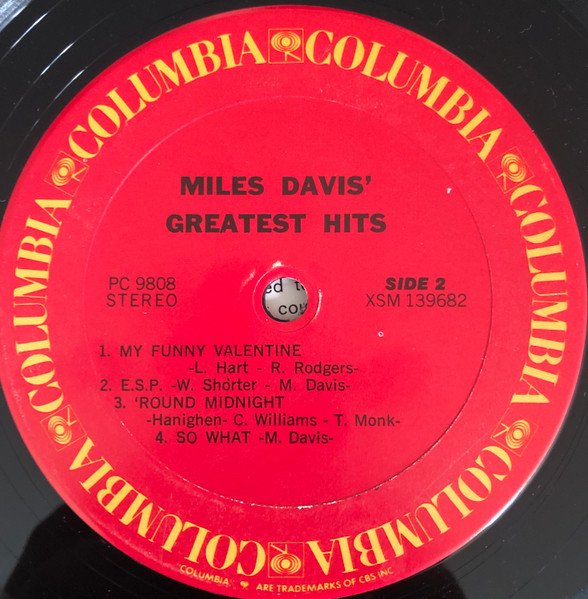 COLUMBIA COLUMBIA COLUMBIA COLUMBIA COLUMBIA COLUMBIA
MILES DAVIS'
GREATEST HITS
PC 9808
STEREO
SIDE 2
XSM 139682
ed t
cou
1. MY FUNNY VALENTINE
-L. Hart - R. Rodgers-
2. E.S.P. -W. Shorter - M. Davis-
3. 'ROUND MIDNIGHT
-Hanighen- C. Williams - T. Monk-
4. SO WHAT -M. Davis-
"COLUMBIA" ARE TRADEMARKS OF CBS INC